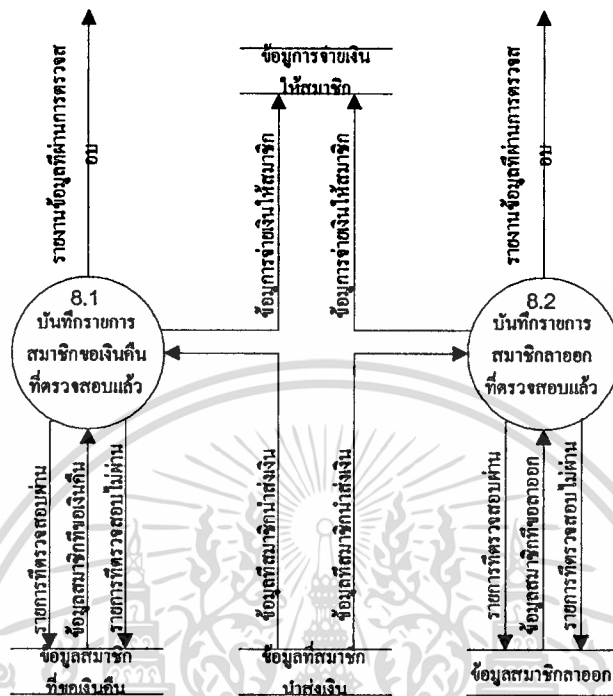 ข้อมูการจ่ายเงิน
ให้สมาชิก
รายงานข้อมูลที่ผ่านการตรวจส
อบ
ข้อมูการจ่ายเงินให้สมาชิก
ข้อมูการจ่ายเงินให้สมาชิก
รายงานข้อมูลที่ผ่านการตรวจส
อบ
8.1
บันทึกรายการ
สมาชิกขอเงินคืน
ที่ตรวจสอบแล้ว
8.2
บันทึกรายการ
สมาชิกลาออก
ที่ตรวจสอบแล้ว
รายการที่ตรวจสอบผ่าน
ข้อมูลสมาชิกที่ขอเงินคืน
รายการที่ตรวจสอบไม่ผ่าน
ข้อมูลที่สมาชิกนำส่งเงิน
ข้อมูลที่สมาชิกนำส่งเงิน
รายการที่ตรวจสอบผ่าน
ข้อมูลสมาชิกที่ขอลาออก
รายการที่ตรวจสอบไม่ผ่าน
ข้อมูลสมาชิก
ที่ขอเงินคืน
ข้อมูลที่สมาชิก
นำส่งเงิน
ข้อมูลสมาชิกลาออก